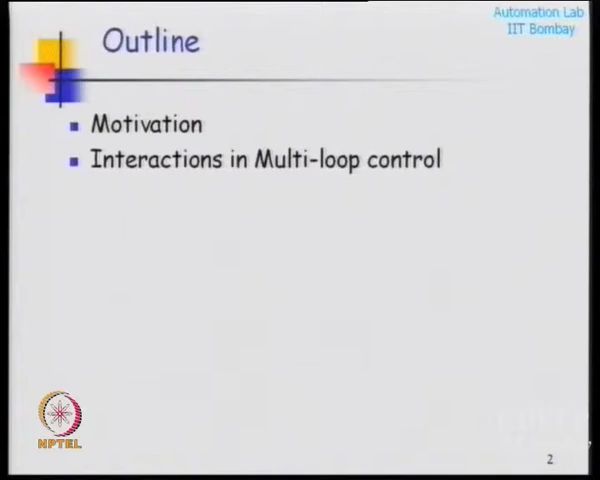 Automation Lab
IIT Bombay
Outline
Motivation
Interactions in Multi-loop control
NPTEL
2